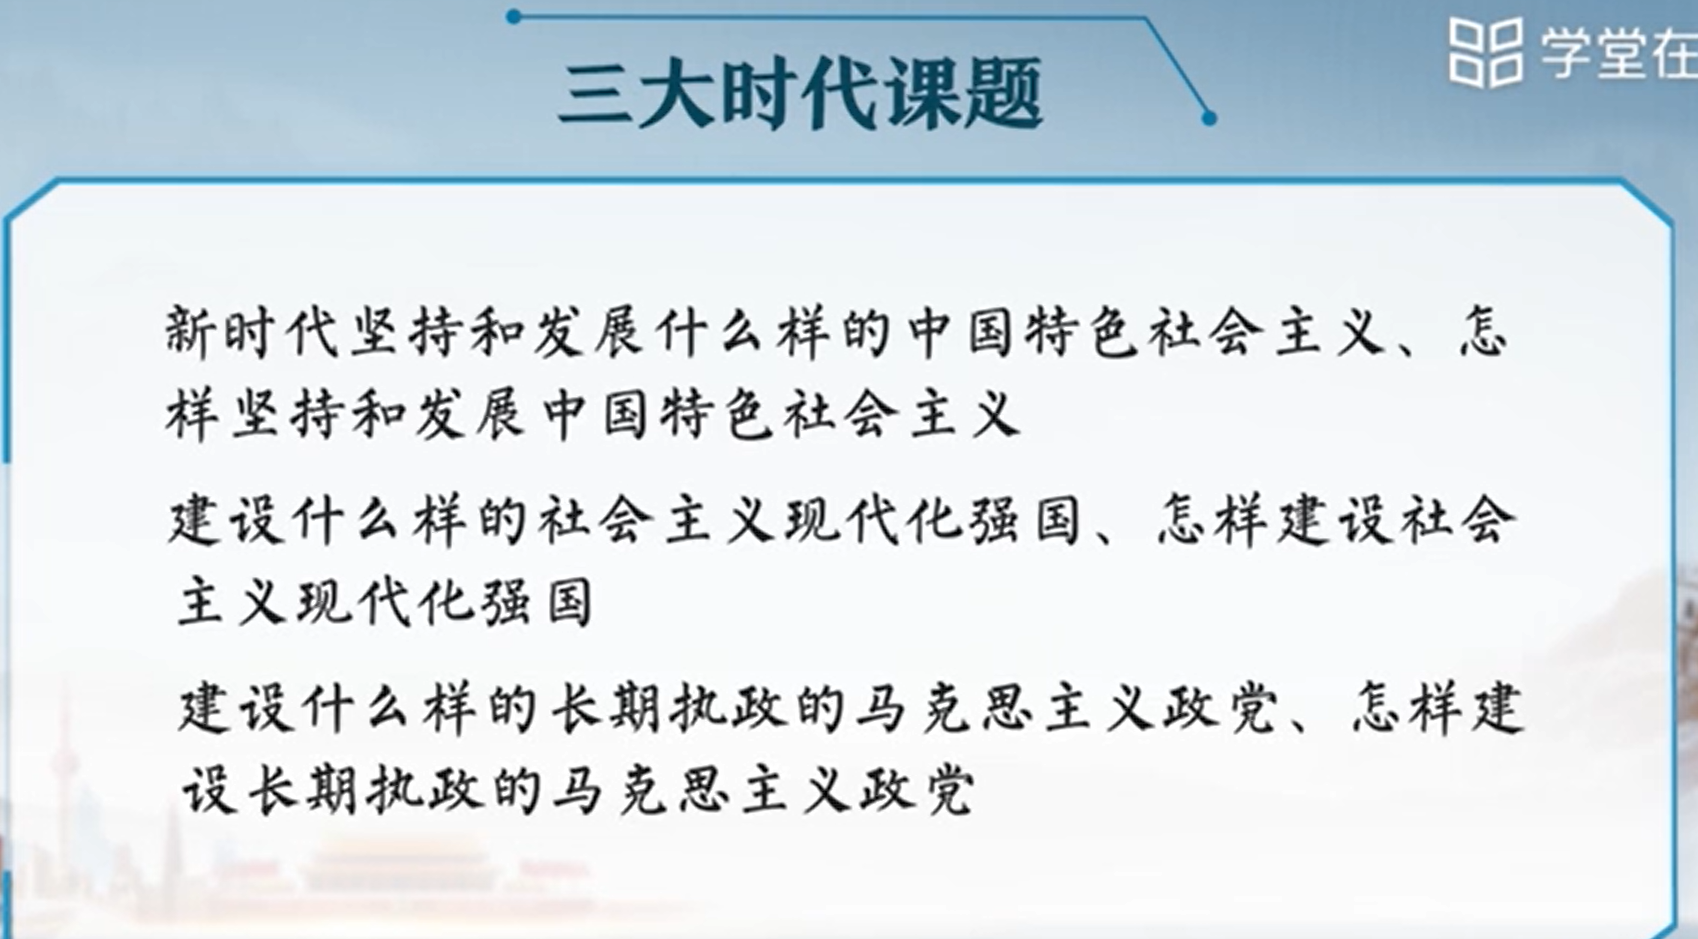 学堂在
三大时代课题
新时代坚持和发展什么样的中国特色社会主义、怎
样坚持和发展中国特色社会主义
建设什么样的社会主义现代化强国、怎样建设社会
主义现代化强国
建设什么样的长期执政的马克思主义政党、怎样建
设长期执政的马克思主义政党